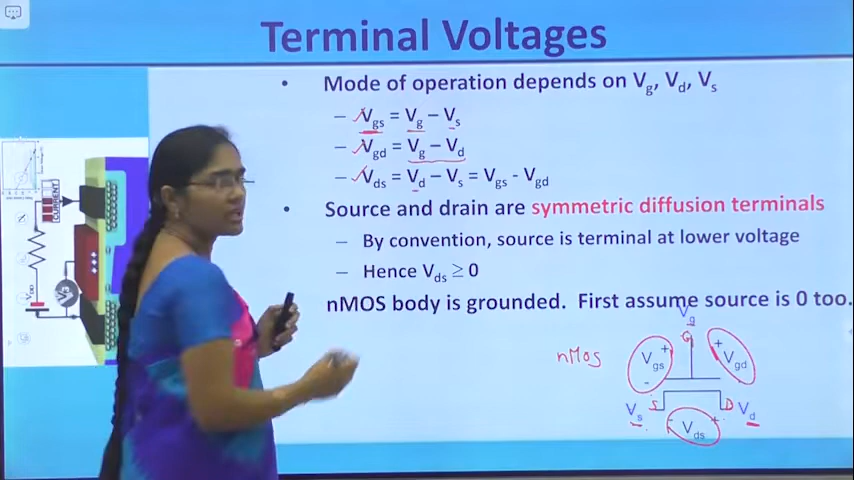 Terminal Voltages
• Mode of operation depends on Vg, Vd, Vs
– Vgs = Vg – Vs
– Vgd = Vg – Vd
– Vds = Vd – Vs = Vgs - Vgd
• Source and drain are symmetric diffusion terminals
– By convention, source is terminal at lower voltage
– Hence Vds ≥ 0
nMOS body is grounded. First assume source is 0 too.
Vg
G
nMos
+ +
Vgs Vgd
- -
Vs S D Vd
- +
Vds
CURRENT
VDD